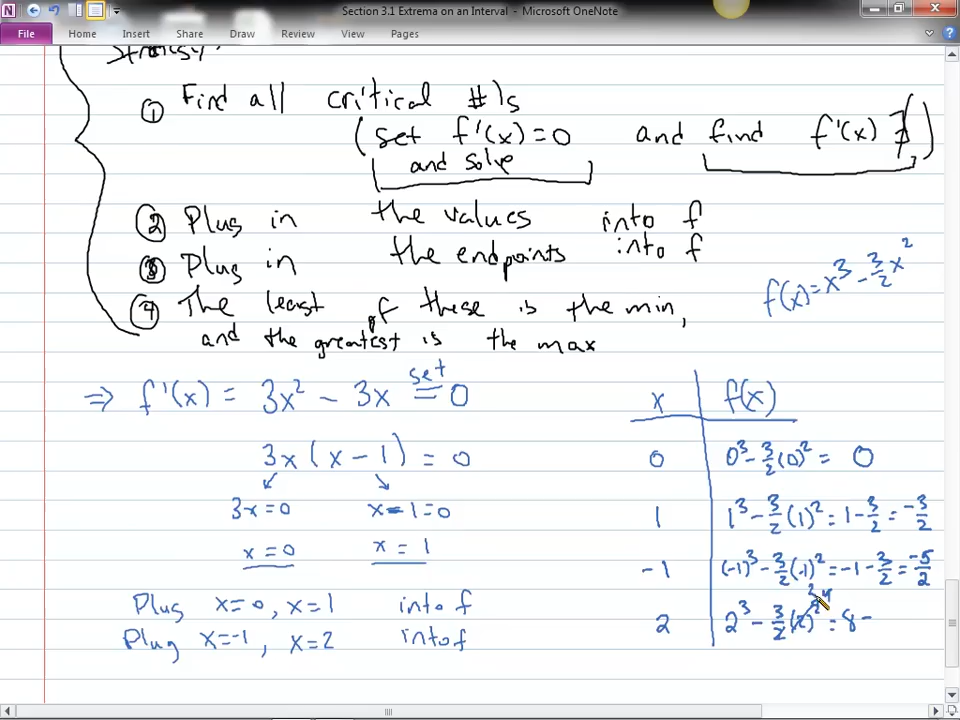 Section 3.1 Extrema on an Interval - Microsoft OneNote
File Home Insert Share Draw Review View Pages
Strategy:
① Find all critical #'s
(set f'(x)=0 and find f'(x) ∄)
and solve
② Plug in the values into f
③ Plug in the endpoints into f
f(x)=x³ - 3/2 x²
④ The least of these is the min,
and the greatest is the max
⇒ f'(x) = 3x² - 3x set = 0
3x(x-1) = 0
3x=0 x-1=0
x=0 x=1
Plug x=0, x=1 into f
Plug x=-1, x=2 into f
x f(x)
0 0³ - 3/2(0)² = 0
1 1³ - 3/2(1)² = 1 - 3/2 = -3/2
-1 (-1)³ - 3/2(-1)² = -1 - 3/2 = -5/2
2 2³ - 3/2(2)² = 8 -